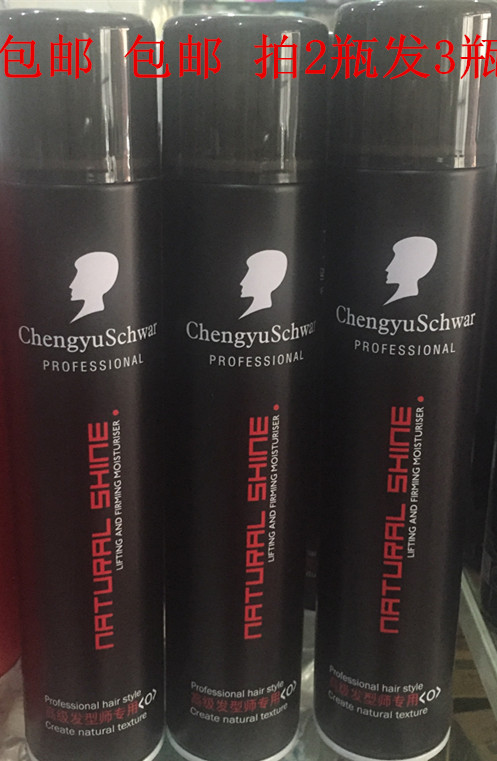 包邮 包邮 拍2瓶发3瓶
ChengyuSchwar
PROFESSIONAL
NATURAL SHINE
LIFTING AND FIRMING MOISTURISER
Professional hair style
高级发型师专用<O>
Create natural texture
ChengyuSchwar
PROFESSIONAL
NATURAL SHINE
LIFTING AND FIRMING MOISTURISER
Professional hair style
高级发型师专用<O>
Create natural texture
ChengyuSchwar
PROFESSIONAL
NATURAL SHINE
LIFTING AND FIRMING MOISTURISER
Professional hair style
高级发型师专用<O>
Create natural texture